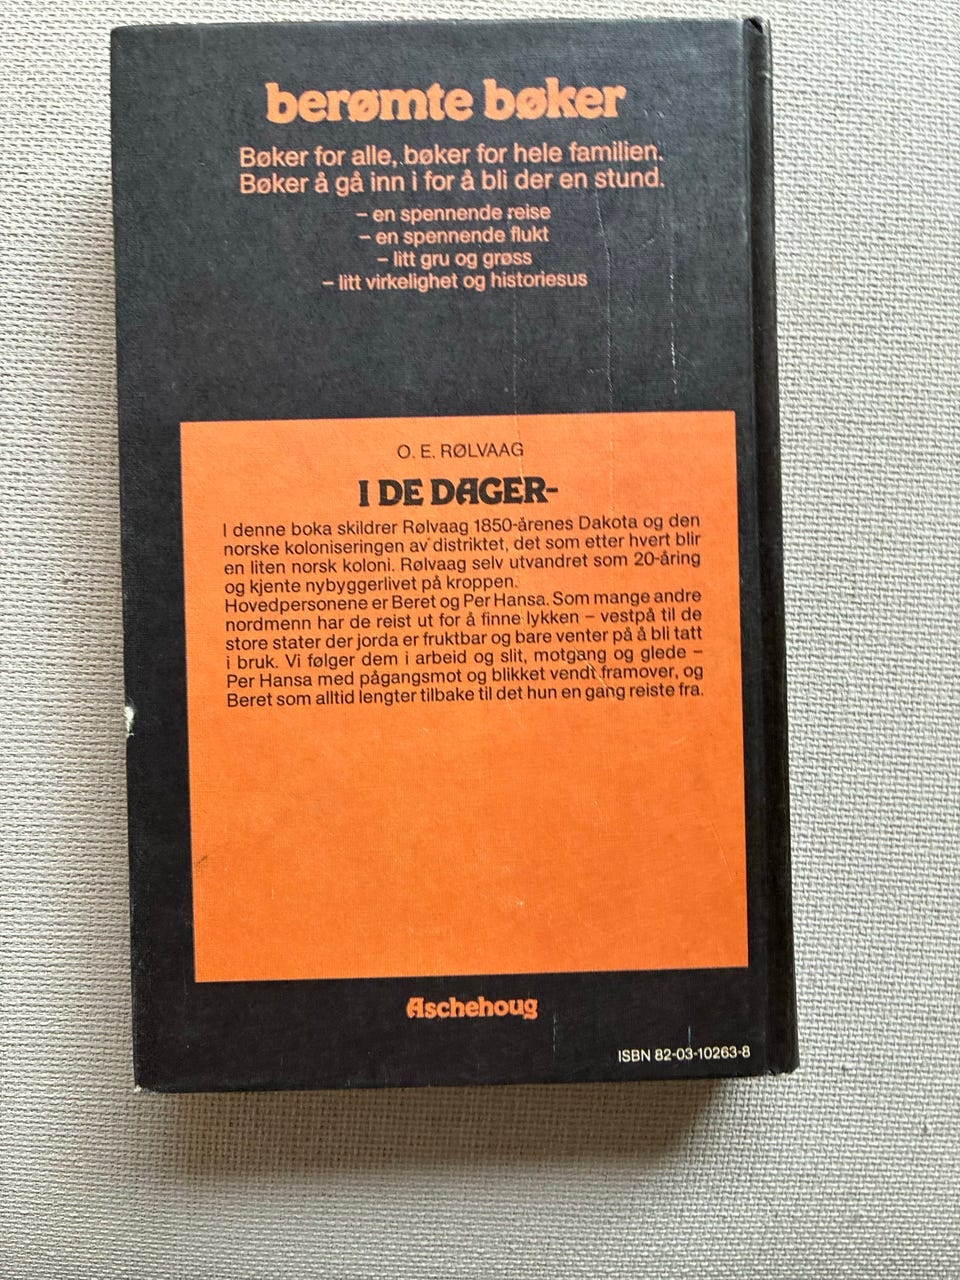 berømte bøker
Bøker for alle, bøker for hele familien.
Bøker å gå inn i for å bli der en stund.
– en spennende reise
– en spennende flukt
– litt gru og grøss
– litt virkelighet og historiesus
O. E. RØLVAAG
I DE DAGER-
I denne boka skildrer Rølvaag 1850-årenes Dakota og den
norske koloniseringen av distriktet, det som etter hvert blir
en liten norsk koloni. Rølvaag selv utvandret som 20-åring
og kjente nybyggerlivet på kroppen.
Hovedpersonene er Beret og Per Hansa. Som mange andre
nordmenn har de reist ut for å finne lykken – vestpå til de
store stater der jorda er fruktbar og bare venter på å bli tatt
i bruk. Vi følger dem i arbeid og slit, motgang og glede –
Per Hansa med pågangsmot og blikket vendt framover, og
Beret som alltid lengter tilbake til det hun en gang reiste fra.
Aschehoug
ISBN 82-03-10263-8